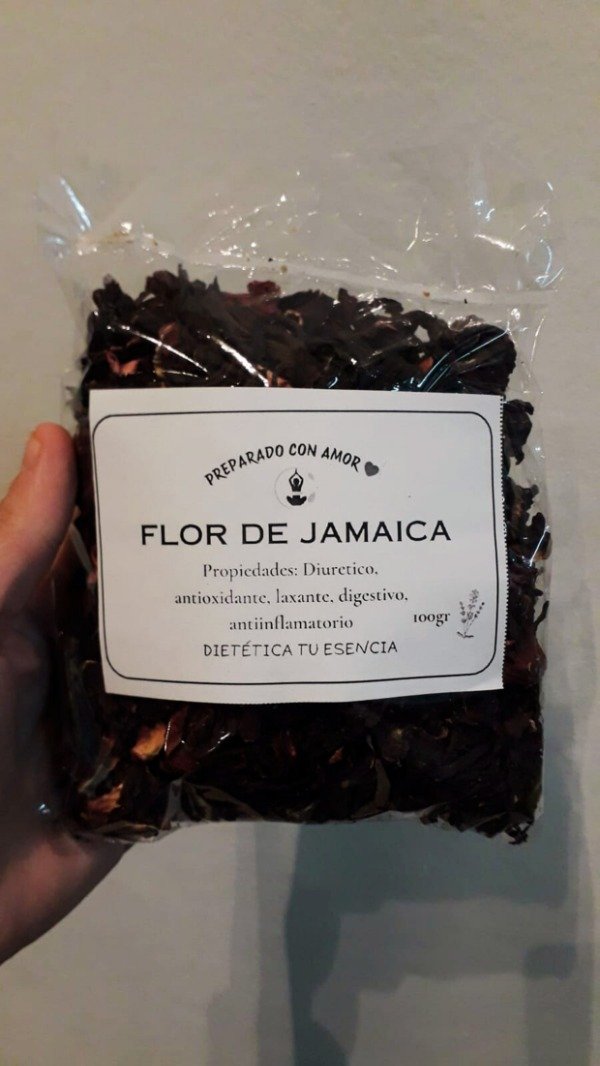 PREPARADO CON AMOR
FLOR DE JAMAICA
Propiedades: Diuretico,
antioxidante, laxante, digestivo,
antiinflamatorio
100gr
DIETÉTICA TU ESENCIA